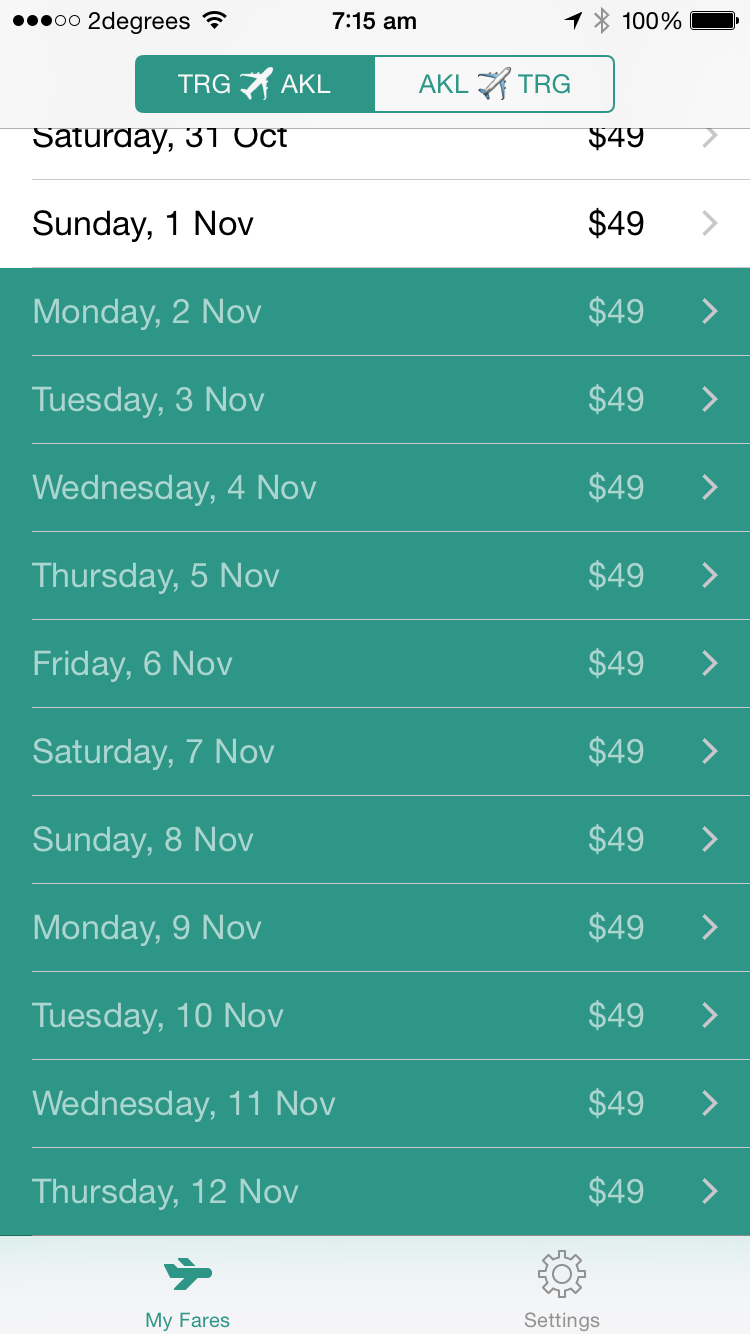 2degrees 7:15 am 100%
TRG AKL AKL TRG
Saturday, 31 Oct $49
Sunday, 1 Nov $49
Monday, 2 Nov $49
Tuesday, 3 Nov $49
Wednesday, 4 Nov $49
Thursday, 5 Nov $49
Friday, 6 Nov $49
Saturday, 7 Nov $49
Sunday, 8 Nov $49
Monday, 9 Nov $49
Tuesday, 10 Nov $49
Wednesday, 11 Nov $49
Thursday, 12 Nov $49
My Fares Settings